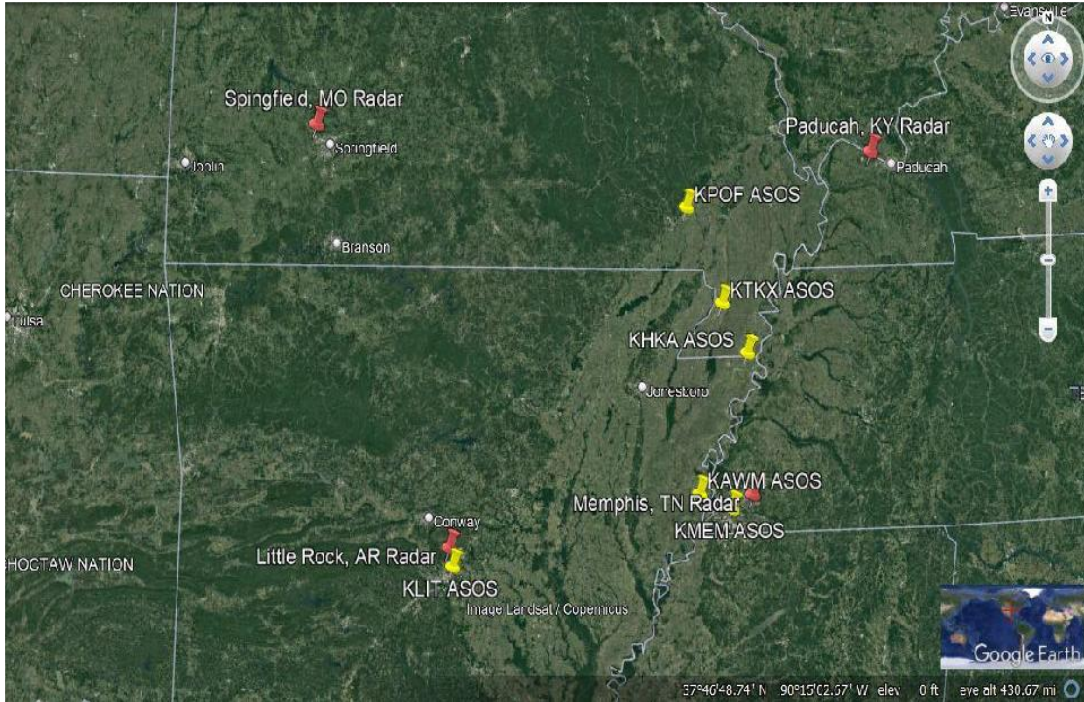 Evansville
N
Spingfield, MO Radar
Springfield
Joplin
Paducah, KY Radar
Paducah
KPOF ASOS
Branson
CHEROKEE NATION
Tulsa
KTKX ASOS
KHKA ASOS
Jonesboro
KAWM ASOS
Memphis, TN Radar
KMEM ASOS
Conway
Little Rock, AR Radar
CHOCTAW NATION
KLIT ASOS
Image Landsat / Copernicus
Google Earth
37°46'48.74" N 90°15'02.67' W elev 0 ft eye alt 430.67 mi